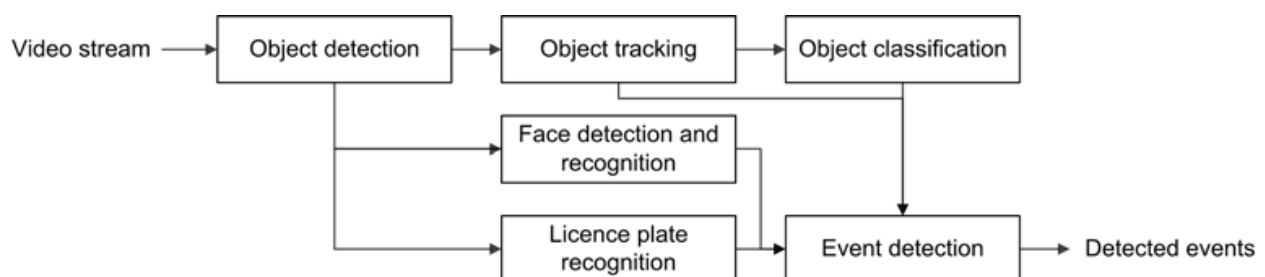 Video stream
Object detection
Object tracking
Object classification
Face detection and
recognition
Licence plate
recognition
Event detection
Detected events